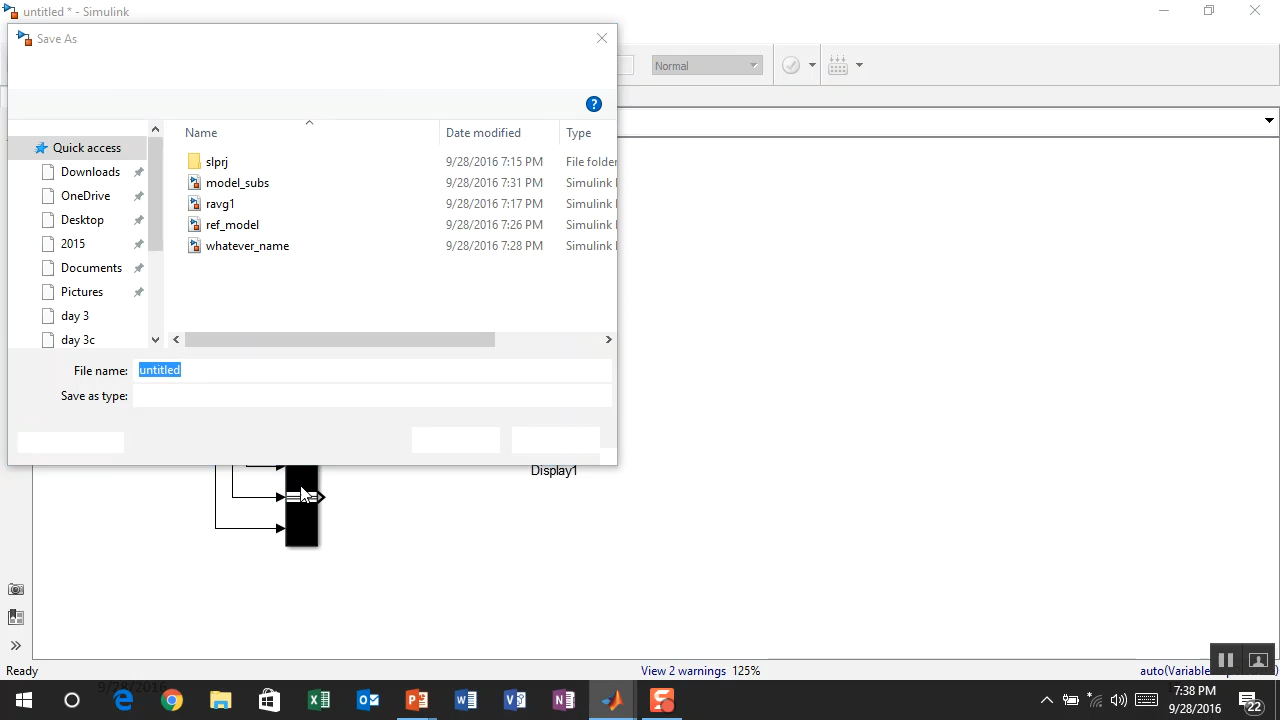 untitled * - Simulink
Save As
Normal
Name
Date modified
Type
Quick access
Downloads
OneDrive
Desktop
2015
Documents
Pictures
day 3
day 3c
slprj 9/28/2016 7:15 PM File folder
model_subs 9/28/2016 7:31 PM Simulink
ravg1 9/28/2016 7:17 PM Simulink
ref_model 9/28/2016 7:26 PM Simulink
whatever_name 9/28/2016 7:28 PM Simulink
File name: untitled
Save as type:
Display1
Ready
View 2 warnings 125%
7:38 PM
9/28/2016
22
9/28/2016